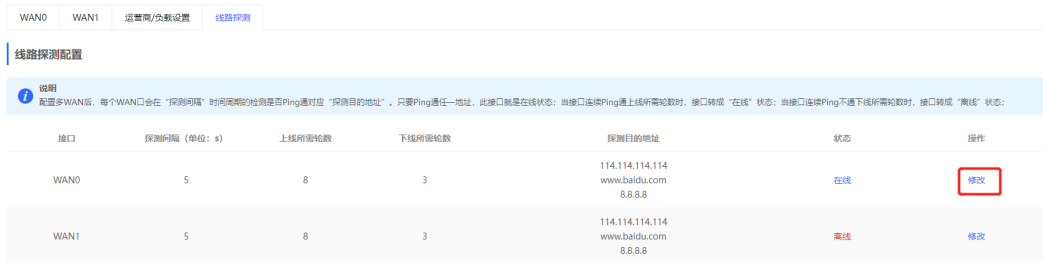 WAN0 WAN1 运营商/负载设置 线路探测
线路探测配置
说明
配置多WAN后，每个WAN口会在“探测间隔”时间周期的检测是否Ping通对应“探测目的地址”。只要Ping通任一地址，此接口就是在线状态；当接口连续Ping通上线所需轮数时，接口转成“在线”状态；当接口连续Ping不通下线所需轮数时，接口转成“离线”状态；
接口 探测间隔（单位：s） 上线所需轮数 下线所需轮数 探测目的地址 状态 操作
WAN0 5 8 3 114.114.114.114
www.baidu.com 在线 修改
8.8.8.8
WAN1 5 8 3 114.114.114.114
www.baidu.com 离线 修改
8.8.8.8